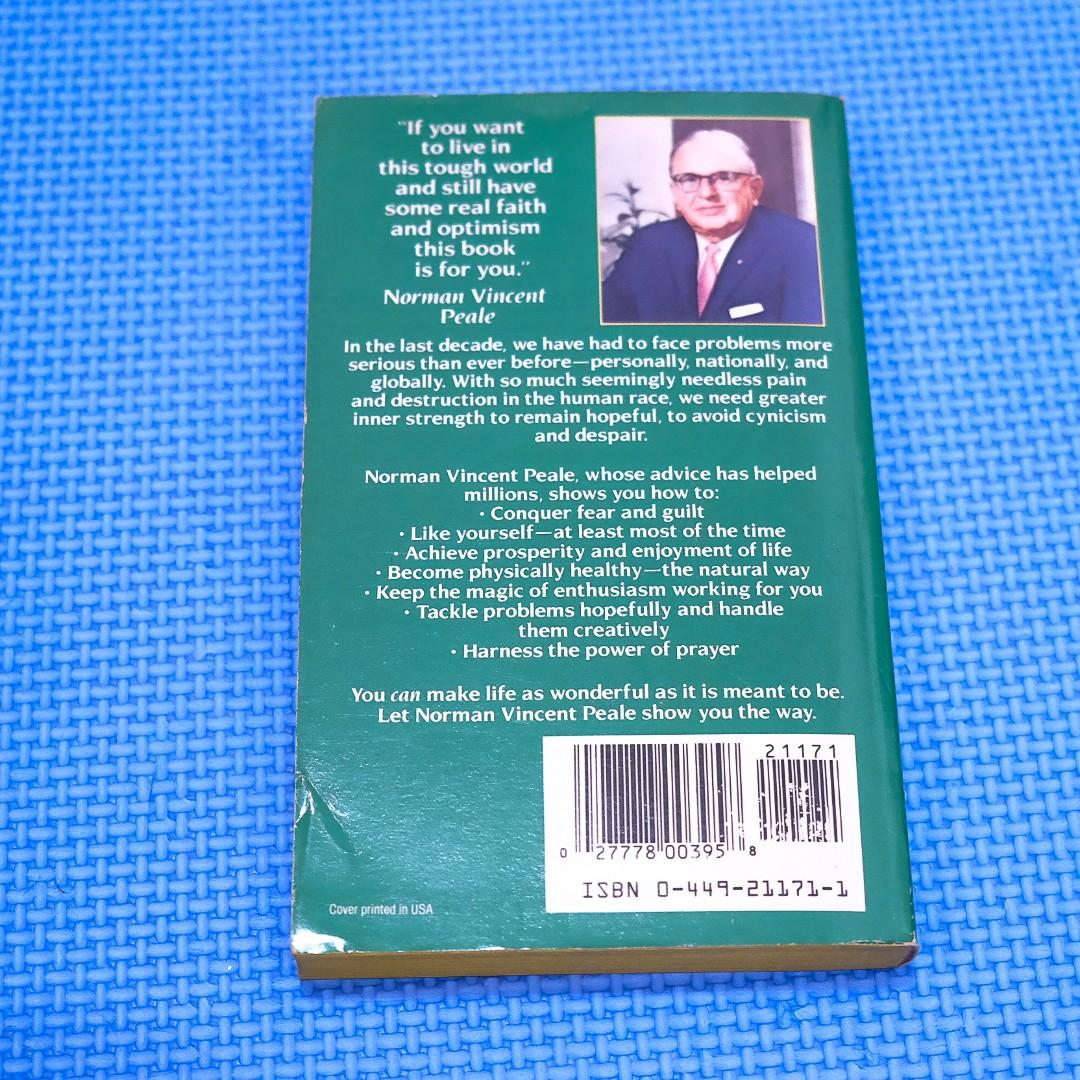 "If you want
to live in
this tough world
and still have
some real faith
and optimism
this book
is for you."
Norman Vincent
Peale
In the last decade, we have had to face problems more
serious than ever before—personally, nationally, and
globally. With so much seemingly needless pain
and destruction in the human race, we need greater
inner strength to remain hopeful, to avoid cynicism
and despair.
Norman Vincent Peale, whose advice has helped
millions, shows you how to:
• Conquer fear and guilt
• Like yourself—at least most of the time
• Achieve prosperity and enjoyment of life
• Become physically healthy—the natural way
• Keep the magic of enthusiasm working for you
• Tackle problems hopefully and handle
them creatively
• Harness the power of prayer
You can make life as wonderful as it is meant to be.
Let Norman Vincent Peale show you the way.
21171
0 27778 00395 8
ISBN 0-449-21171-1
Cover printed in USA